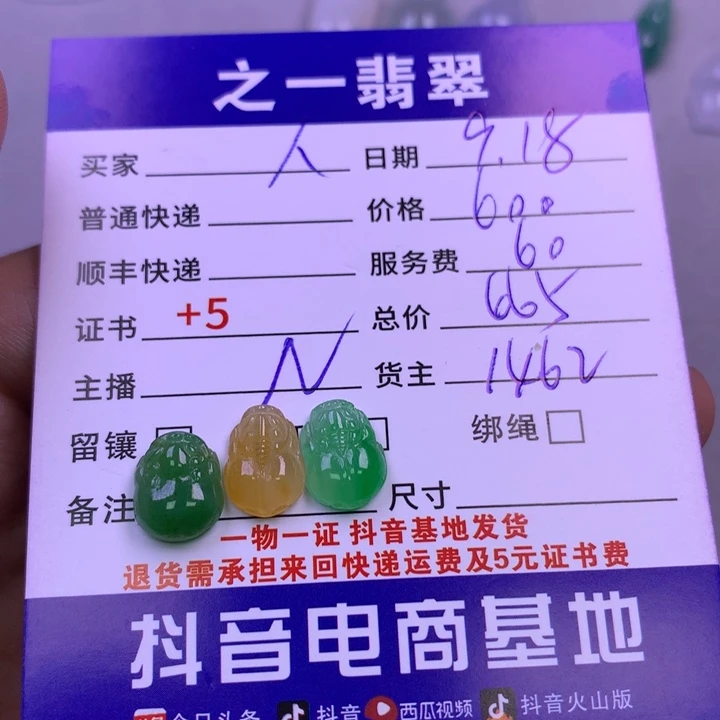 之一翡翠
买家 人 日期 9.18
普通快递 价格 600
顺丰快递 服务费 60
证书 +5 总价 665
主播 N 货主 1462
留镶 绑绳
备注 尺寸
一物一证 抖音基地发货
退货需承担来回快递运费及5元证书费
抖音电商基地
今日头条 抖音 西瓜视频 抖音火山版